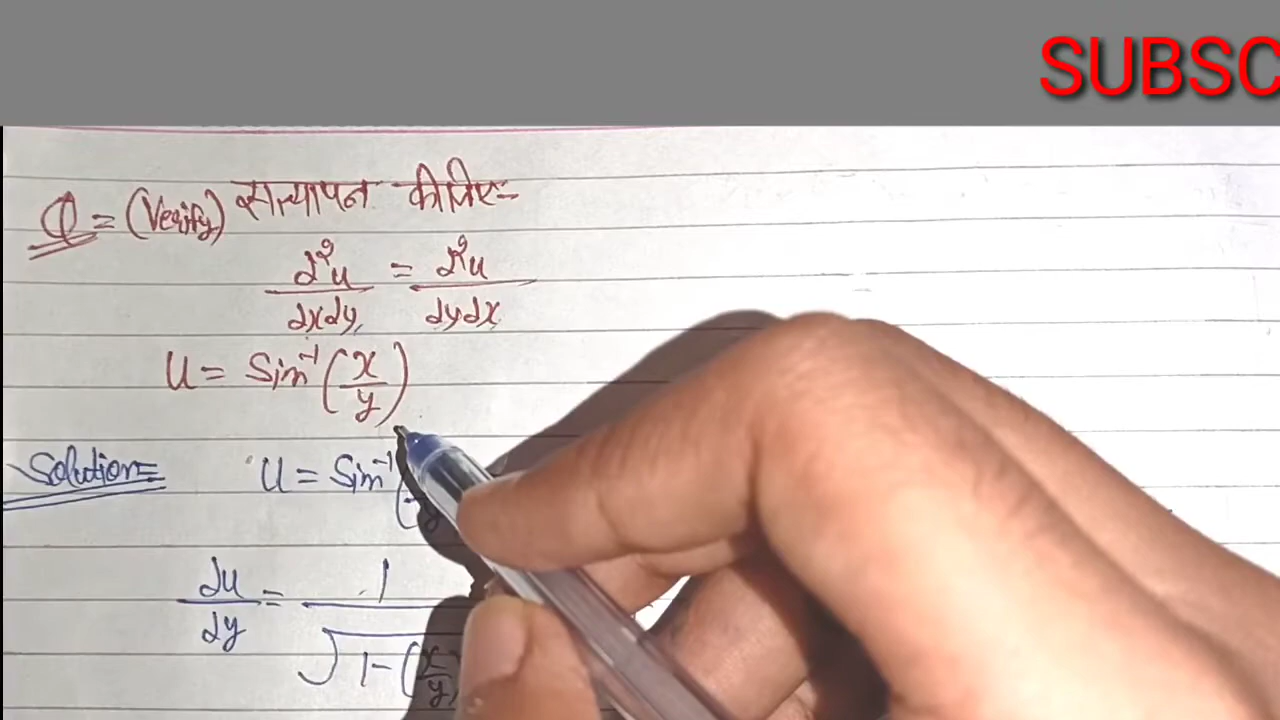 SUBSC
Q = (Verify) सत्यापन कीजिए-
∂²u/∂x∂y = ∂²u/∂y∂x
U = Sin⁻¹(x/y)
Solution= U = Sin⁻¹(
∂u/∂y = 1/√1-(x/y)